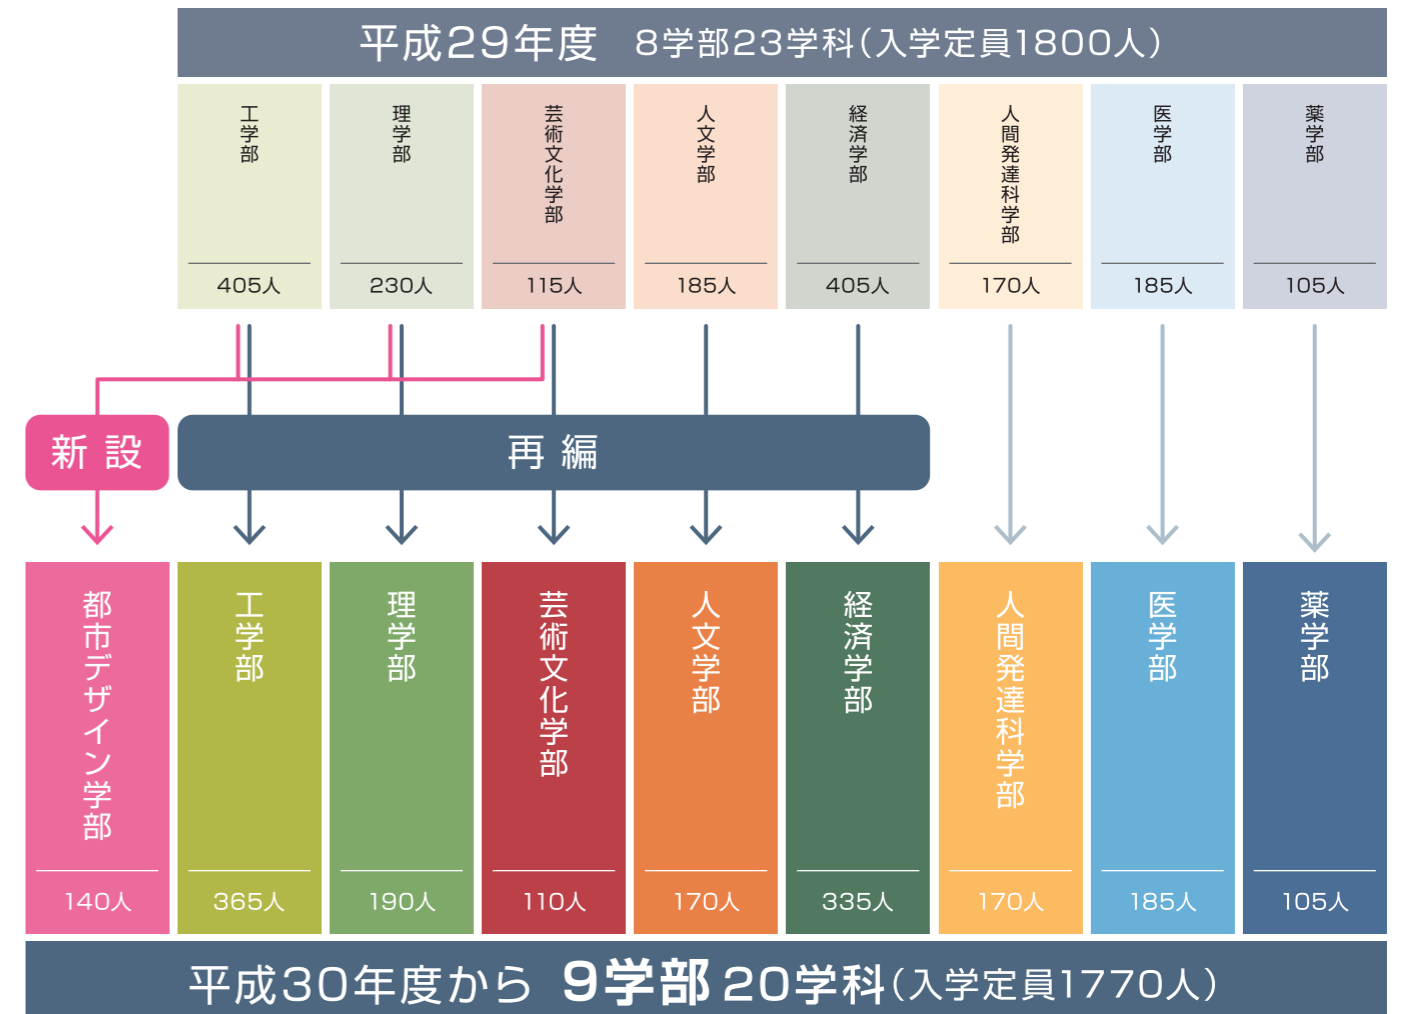 平成29年度 8学部23学科(入学定員1800人)
工学部
405人
理学部
230人
芸術文化学部
115人
人文学部
185人
経済学部
405人
人間発達科学部
170人
医学部
185人
薬学部
105人
新設
再編
都市デザイン学部
140人
工学部
365人
理学部
190人
芸術文化学部
110人
人文学部
170人
経済学部
335人
人間発達科学部
170人
医学部
185人
薬学部
105人
平成30年度から 9学部 20学科(入学定員1770人)